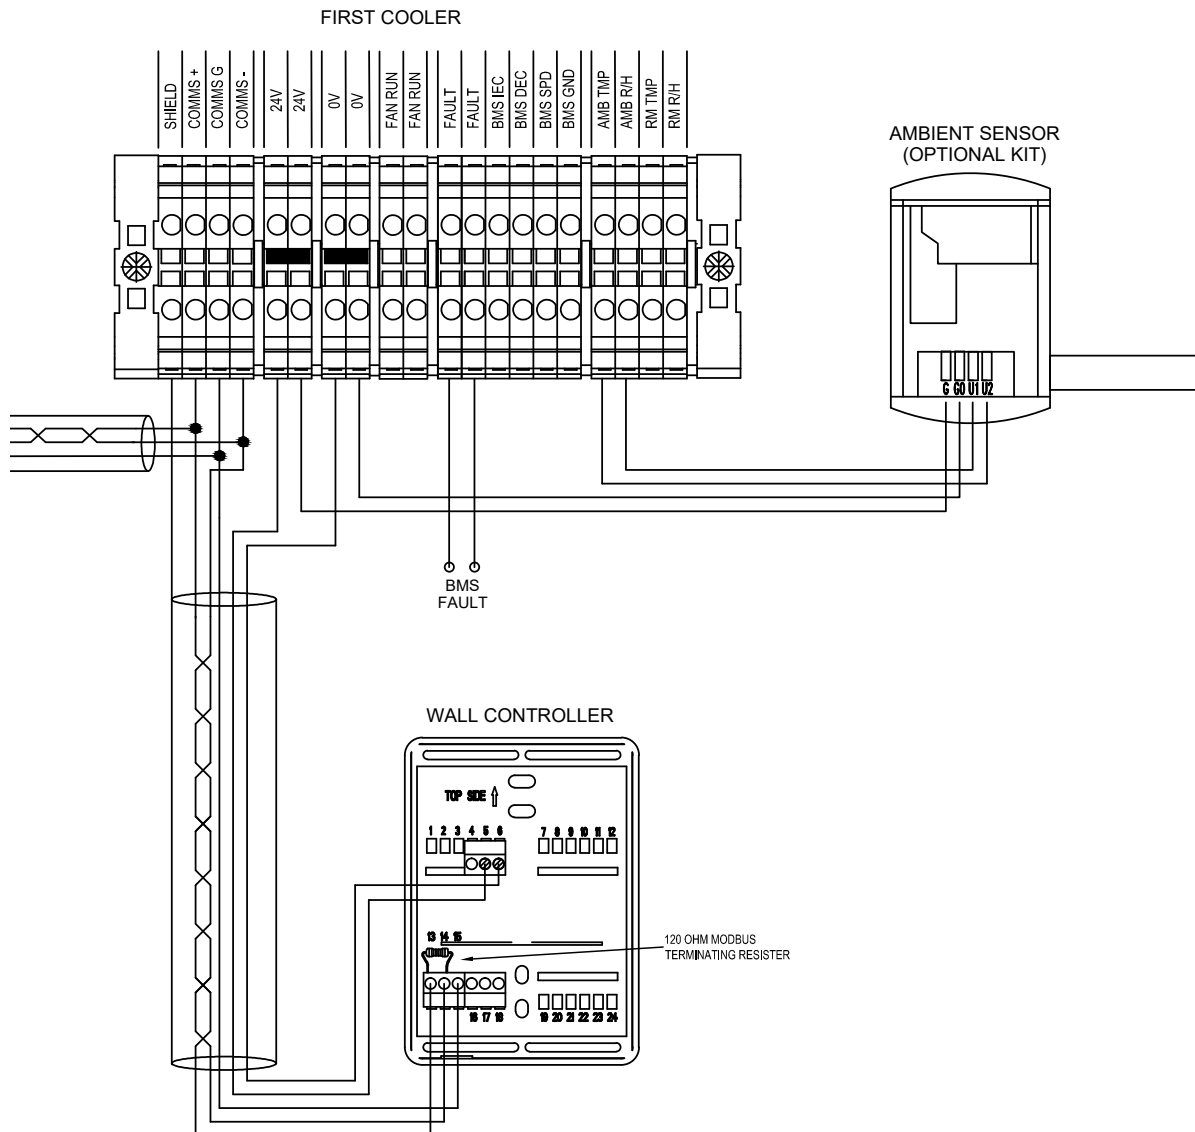 FIRST COOLER
SHIELD
COMMS +
COMMS G
COMMS -
24V
24V
0V
0V
FAN RUN
FAN RUN
FAULT
FAULT
BMS IEC
BMS DEC
BMS SPD
BMS GND
AMB TMP
AMB R/H
RM TMP
RM R/H
AMBIENT SENSOR
(OPTIONAL KIT)
G G0 U1 U2
BMS
FAULT
WALL CONTROLLER
TOP SIDE
1 2 3 4 5 6
7 8 9 10 11 12
13 14 15
120 OHM MODBUS
TERMINATING RESISTER
16 17 18
19 20 21 22 23 24